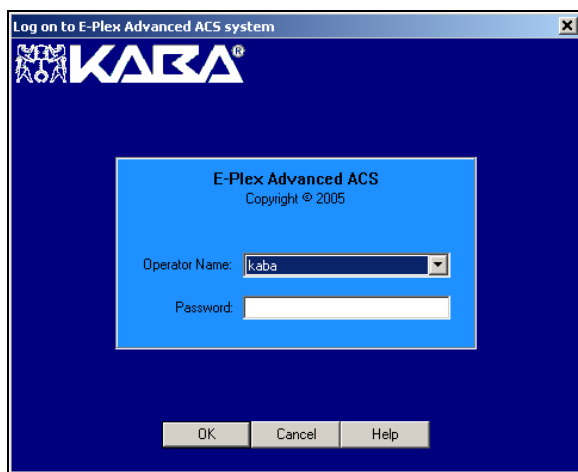 Log on to E-Plex Advanced ACS system
KABA®
E-Plex Advanced ACS
Copyright © 2005
Operator Name: kaba
Password:
OK Cancel Help